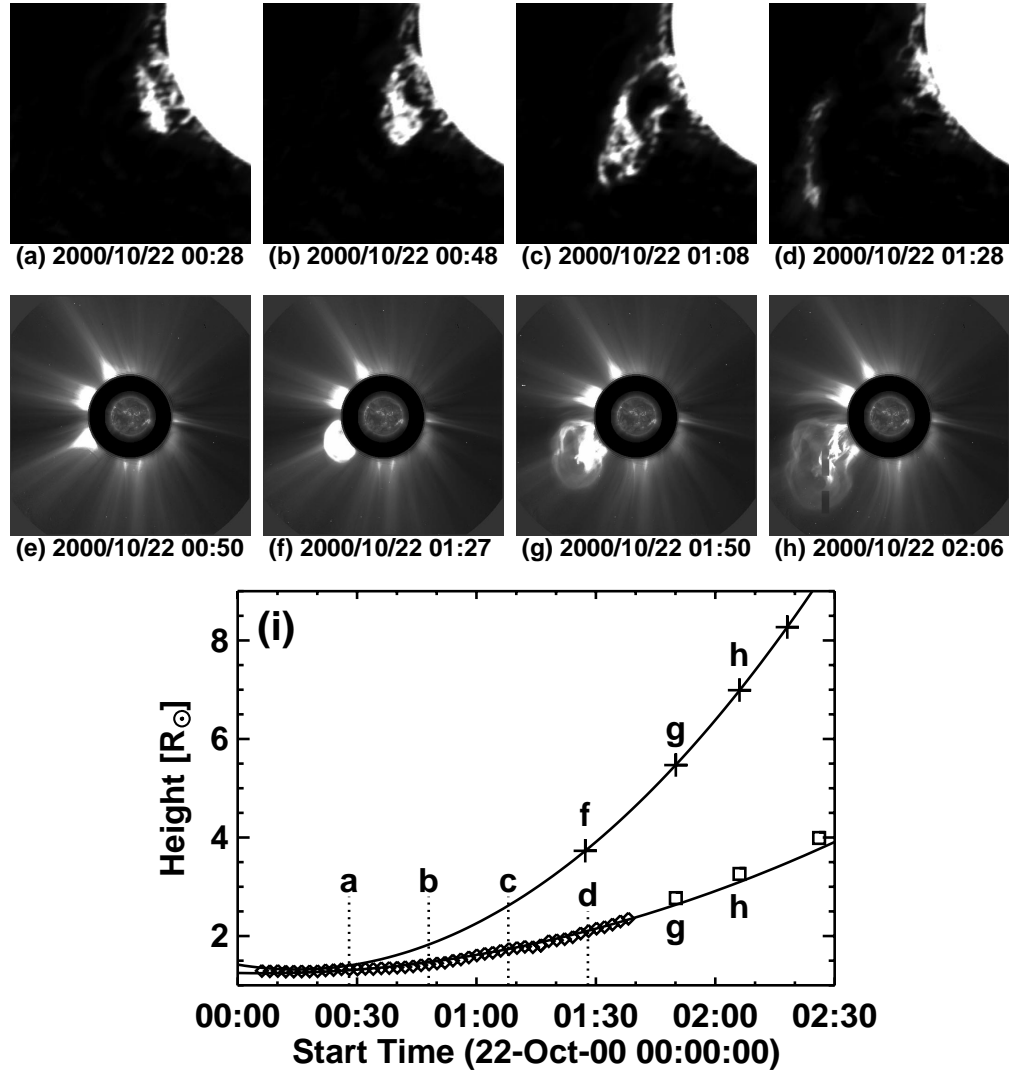 (a) 2000/10/22 00:28
(b) 2000/10/22 00:48
(c) 2000/10/22 01:08
(d) 2000/10/22 01:28
(e) 2000/10/22 00:50
(f) 2000/10/22 01:27
(g) 2000/10/22 01:50
(h) 2000/10/22 02:06
(i)
Height [R☉]
8
6
4
2
h
g
f
a
b
c
d
g
h
00:00
00:30
01:00
01:30
02:00
02:30
Start Time (22-Oct-00 00:00:00)